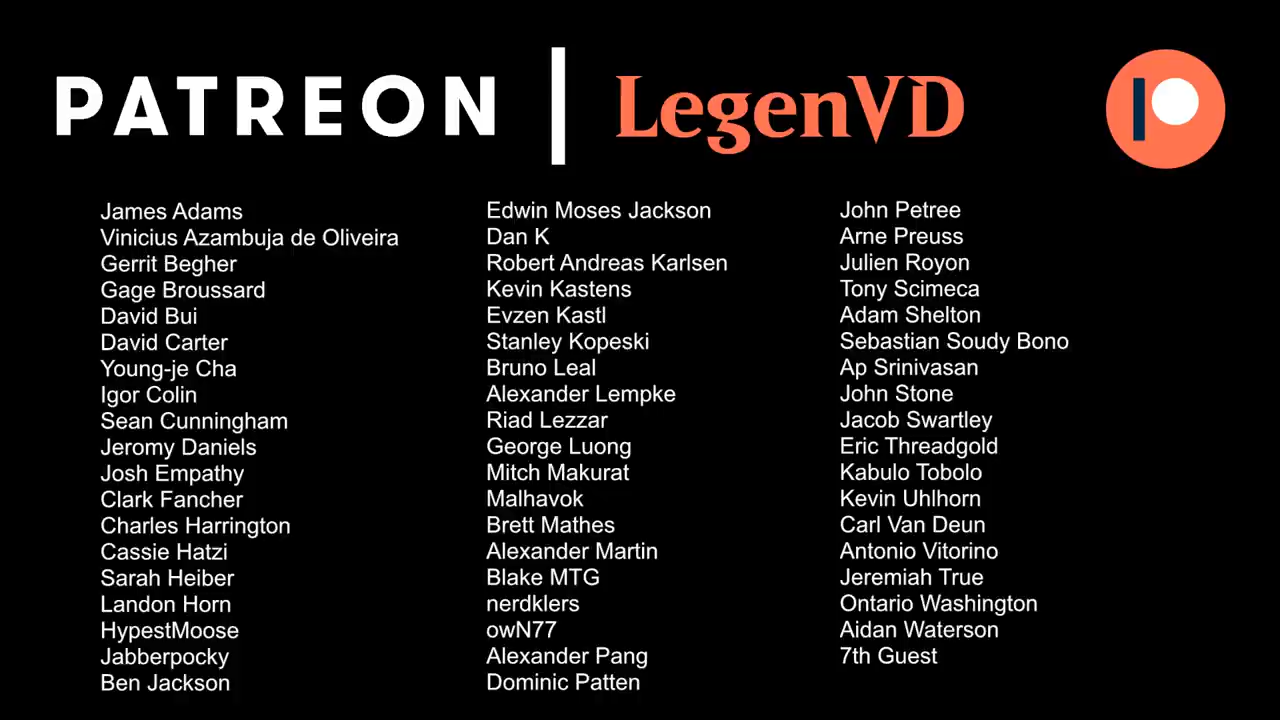 PATREON | LegenVD
James Adams
Vinicius Azambuja de Oliveira
Gerrit Begher
Gage Broussard
David Bui
David Carter
Young-je Cha
Igor Colin
Sean Cunningham
Jeromy Daniels
Josh Empathy
Clark Fancher
Charles Harrington
Cassie Hatzi
Sarah Heiber
Landon Horn
HypestMoose
Jabberpocky
Ben Jackson
Edwin Moses Jackson
Dan K
Robert Andreas Karlsen
Kevin Kastens
Evzen Kastl
Stanley Kopeski
Bruno Leal
Alexander Lempke
Riad Lezzar
George Luong
Mitch Makurat
Malhavok
Brett Mathes
Alexander Martin
Blake MTG
nerdklers
owN77
Alexander Pang
Dominic Patten
John Petree
Arne Preuss
Julien Royon
Tony Scimeca
Adam Shelton
Sebastian Soudy Bono
Ap Srinivasan
John Stone
Jacob Swartley
Eric Threadgold
Kabulo Tobolo
Kevin Uhlhorn
Carl Van Deun
Antonio Vitorino
Jeremiah True
Ontario Washington
Aidan Waterson
7th Guest